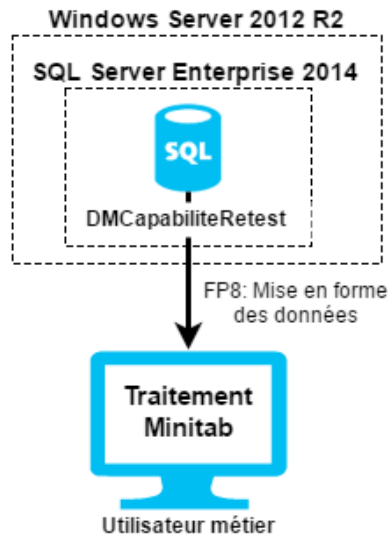 Windows Server 2012 R2
SQL Server Enterprise 2014
SQL
DMCapabiliteRetest
FP8: Mise en forme
des données
Traitement
Minitab
Utilisateur métier